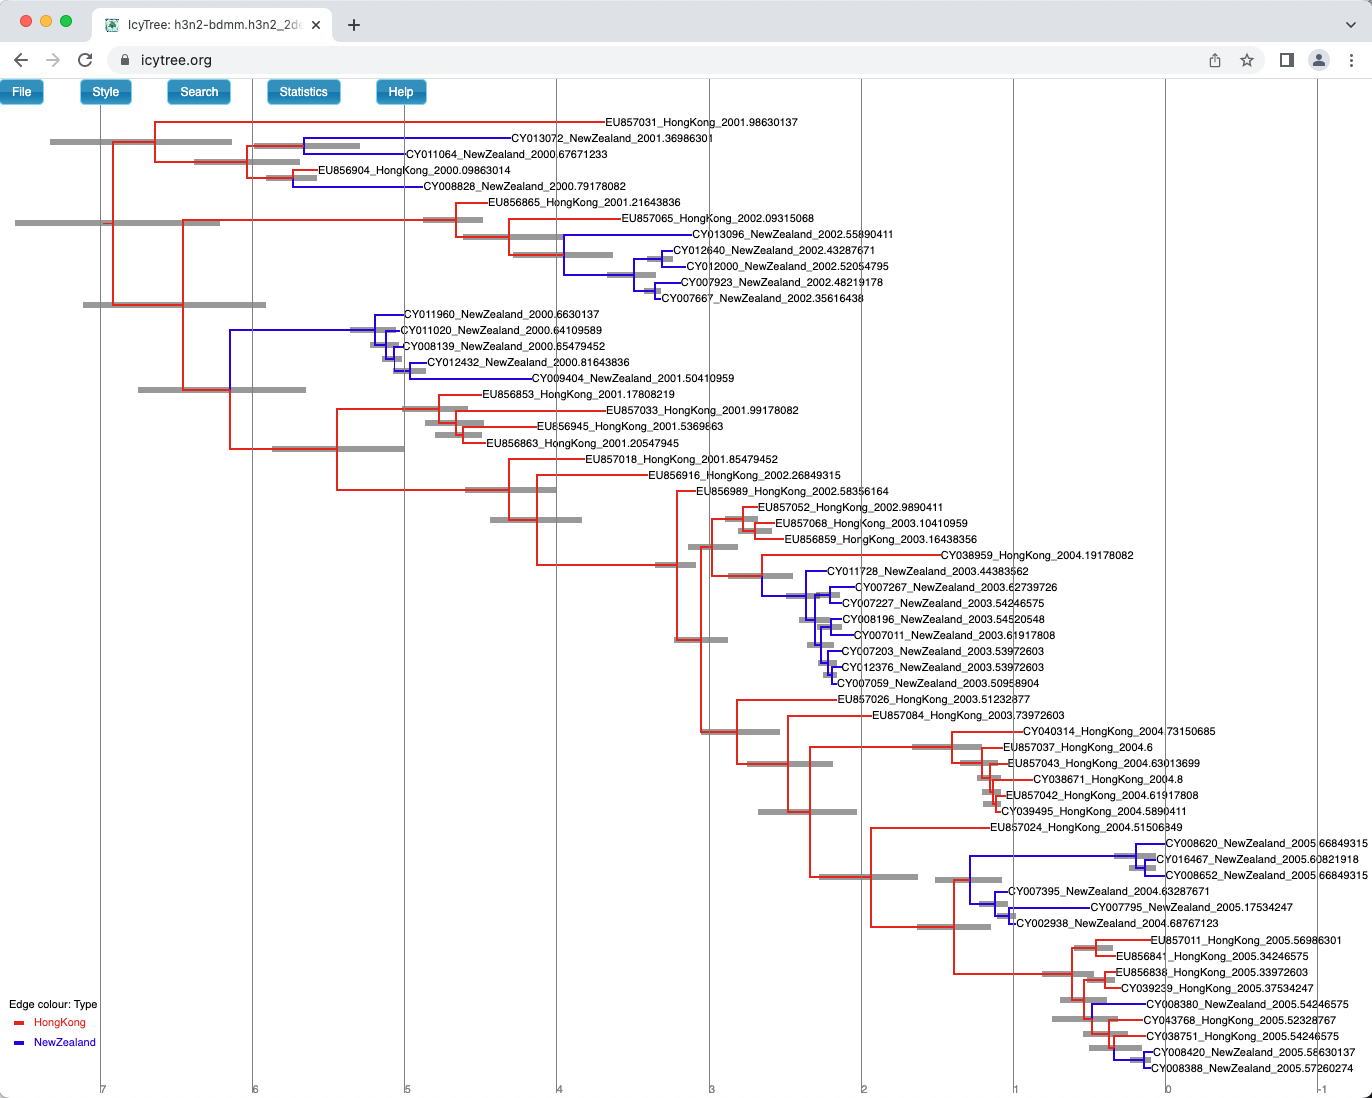 IcyTree: h3n2-bdmm.h3n2_2de
icytree.org
File Style Search Statistics Help
EU857031_HongKong_2001.98630137
CY013072_NewZealand_2001.36986301
CY011064_NewZealand_2000.67671233
EU856904_HongKong_2000.09863014
CY008828_NewZealand_2000.79178082
EU856865_HongKong_2001.21643836
EU857065_HongKong_2002.09315068
CY013096_NewZealand_2002.55890411
CY012640_NewZealand_2002.43287671
CY012000_NewZealand_2002.52054795
CY007923_NewZealand_2002.48219178
CY007667_NewZealand_2002.35616438
CY011960_NewZealand_2000.6630137
CY011020_NewZealand_2000.64109589
CY008139_NewZealand_2000.65479452
CY012432_NewZealand_2000.81643836
CY009404_NewZealand_2001.50410959
EU856853_HongKong_2001.17808219
EU857033_HongKong_2001.99178082
EU856945_HongKong_2001.5369863
EU856863_HongKong_2001.20547945
EU857018_HongKong_2001.85479452
EU856916_HongKong_2002.26849315
EU856989_HongKong_2002.58356164
EU857052_HongKong_2002.9890411
EU857068_HongKong_2003.10410959
EU856859_HongKong_2003.16438356
CY038959_HongKong_2004.19178082
CY011728_NewZealand_2003.44383562
CY007267_NewZealand_2003.62739726
CY007227_NewZealand_2003.54246575
CY008196_NewZealand_2003.54520548
CY007011_NewZealand_2003.61917808
CY007203_NewZealand_2003.53972603
CY012376_NewZealand_2003.53972603
CY007059_NewZealand_2003.50958904
EU857026_HongKong_2003.51232877
EU857084_HongKong_2003.73972603
CY040314_HongKong_2004.73150685
EU857037_HongKong_2004.6
EU857043_HongKong_2004.63013699
CY038671_HongKong_2004.8
EU857042_HongKong_2004.61917808
CY039495_HongKong_2004.5890411
EU857024_HongKong_2004.51506849
CY008620_NewZealand_2005.66849315
CY016467_NewZealand_2005.60821918
CY008652_NewZealand_2005.66849315
CY007395_NewZealand_2004.63287671
CY007795_NewZealand_2005.17534247
CY002938_NewZealand_2004.68767123
EU857011_HongKong_2005.56986301
EU856841_HongKong_2005.34246575
EU856838_HongKong_2005.33972603
CY039239_HongKong_2005.37534247
CY008380_NewZealand_2005.54246575
CY043768_HongKong_2005.52328767
CY038751_HongKong_2005.54246575
CY008420_NewZealand_2005.58630137
CY008388_NewZealand_2005.57260274
Edge colour: Type
HongKong
NewZealand
7 6 5 4 3 2 1 0 -1